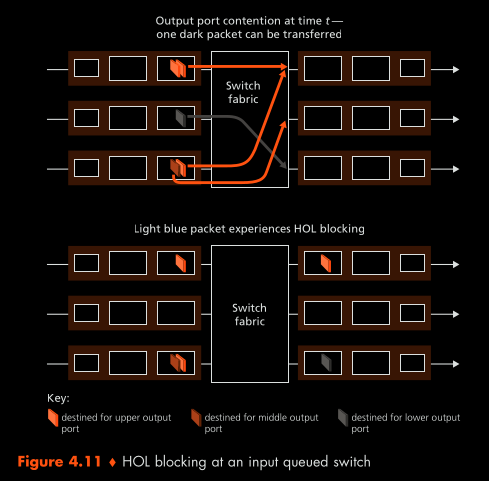 Output port contention at time t—
one dark packet can be transferred
Switch
fabric
Light blue packet experiences HOL blocking
Switch
fabric
Key:
destined for upper output
port
destined for middle output
port
destined for lower output
port
Figure 4.11 ♦ HOL blocking at an input queued switch